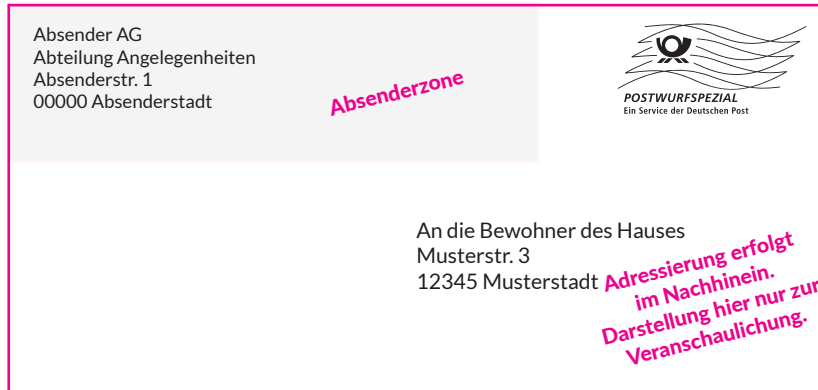 Absender AG
Abteilung Angelegenheiten
Absenderstr. 1
00000 Absenderstadt
Absenderzone
POSTWURFSPEZIAL
Ein Service der Deutschen Post
An die Bewohner des Hauses
Musterstr. 3
12345 Musterstadt
Adressierung erfolgt
im Nachhinein.
Darstellung hier nur zur
Veranschaulichung.